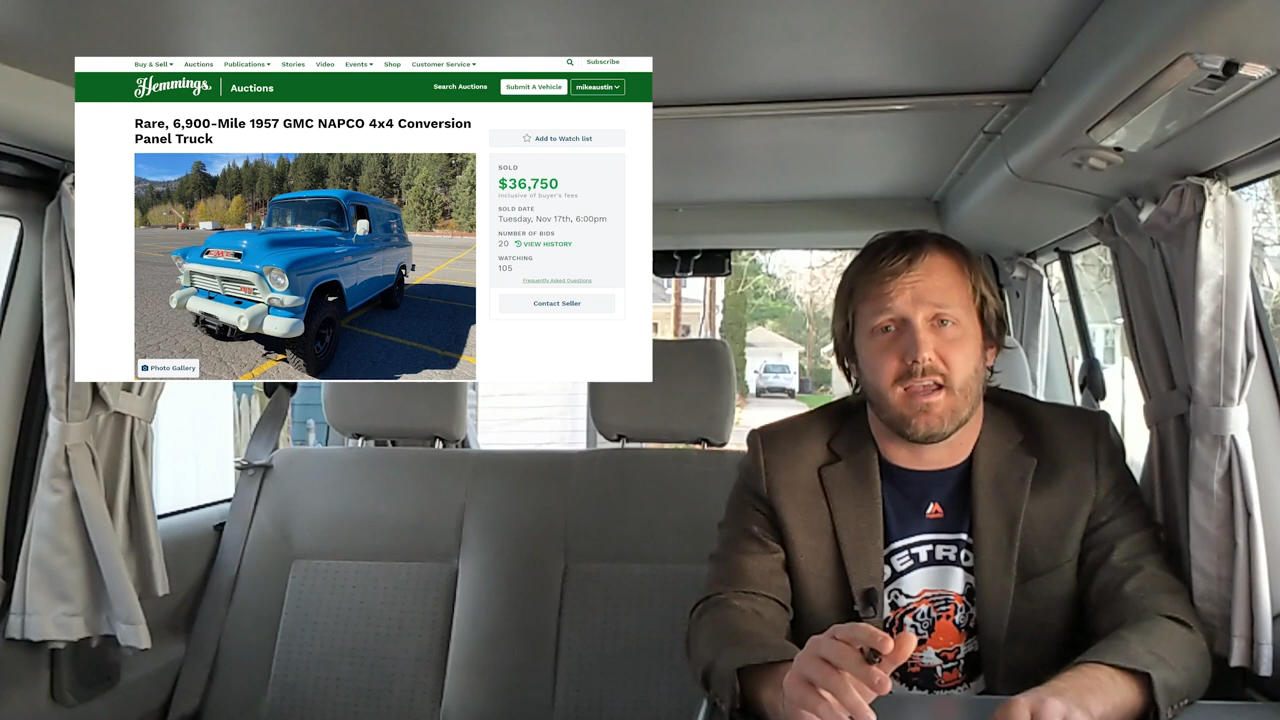 Buy & Sell Auctions Publications Stories Video Events Shop Customer Service Subscribe
Hemmings Auctions Search Auctions Submit A Vehicle mikeaustin
Rare, 6,900-Mile 1957 GMC NAPCO 4x4 Conversion
Panel Truck
Add to Watch list
SOLD
$36,750
Inclusive of buyer's fees
SOLD DATE
Tuesday, Nov 17th, 6:00pm
NUMBER OF BIDS
20 VIEW HISTORY
WATCHING
105
Frequently Asked Questions
Contact Seller
Photo Gallery
GMC
DETRO